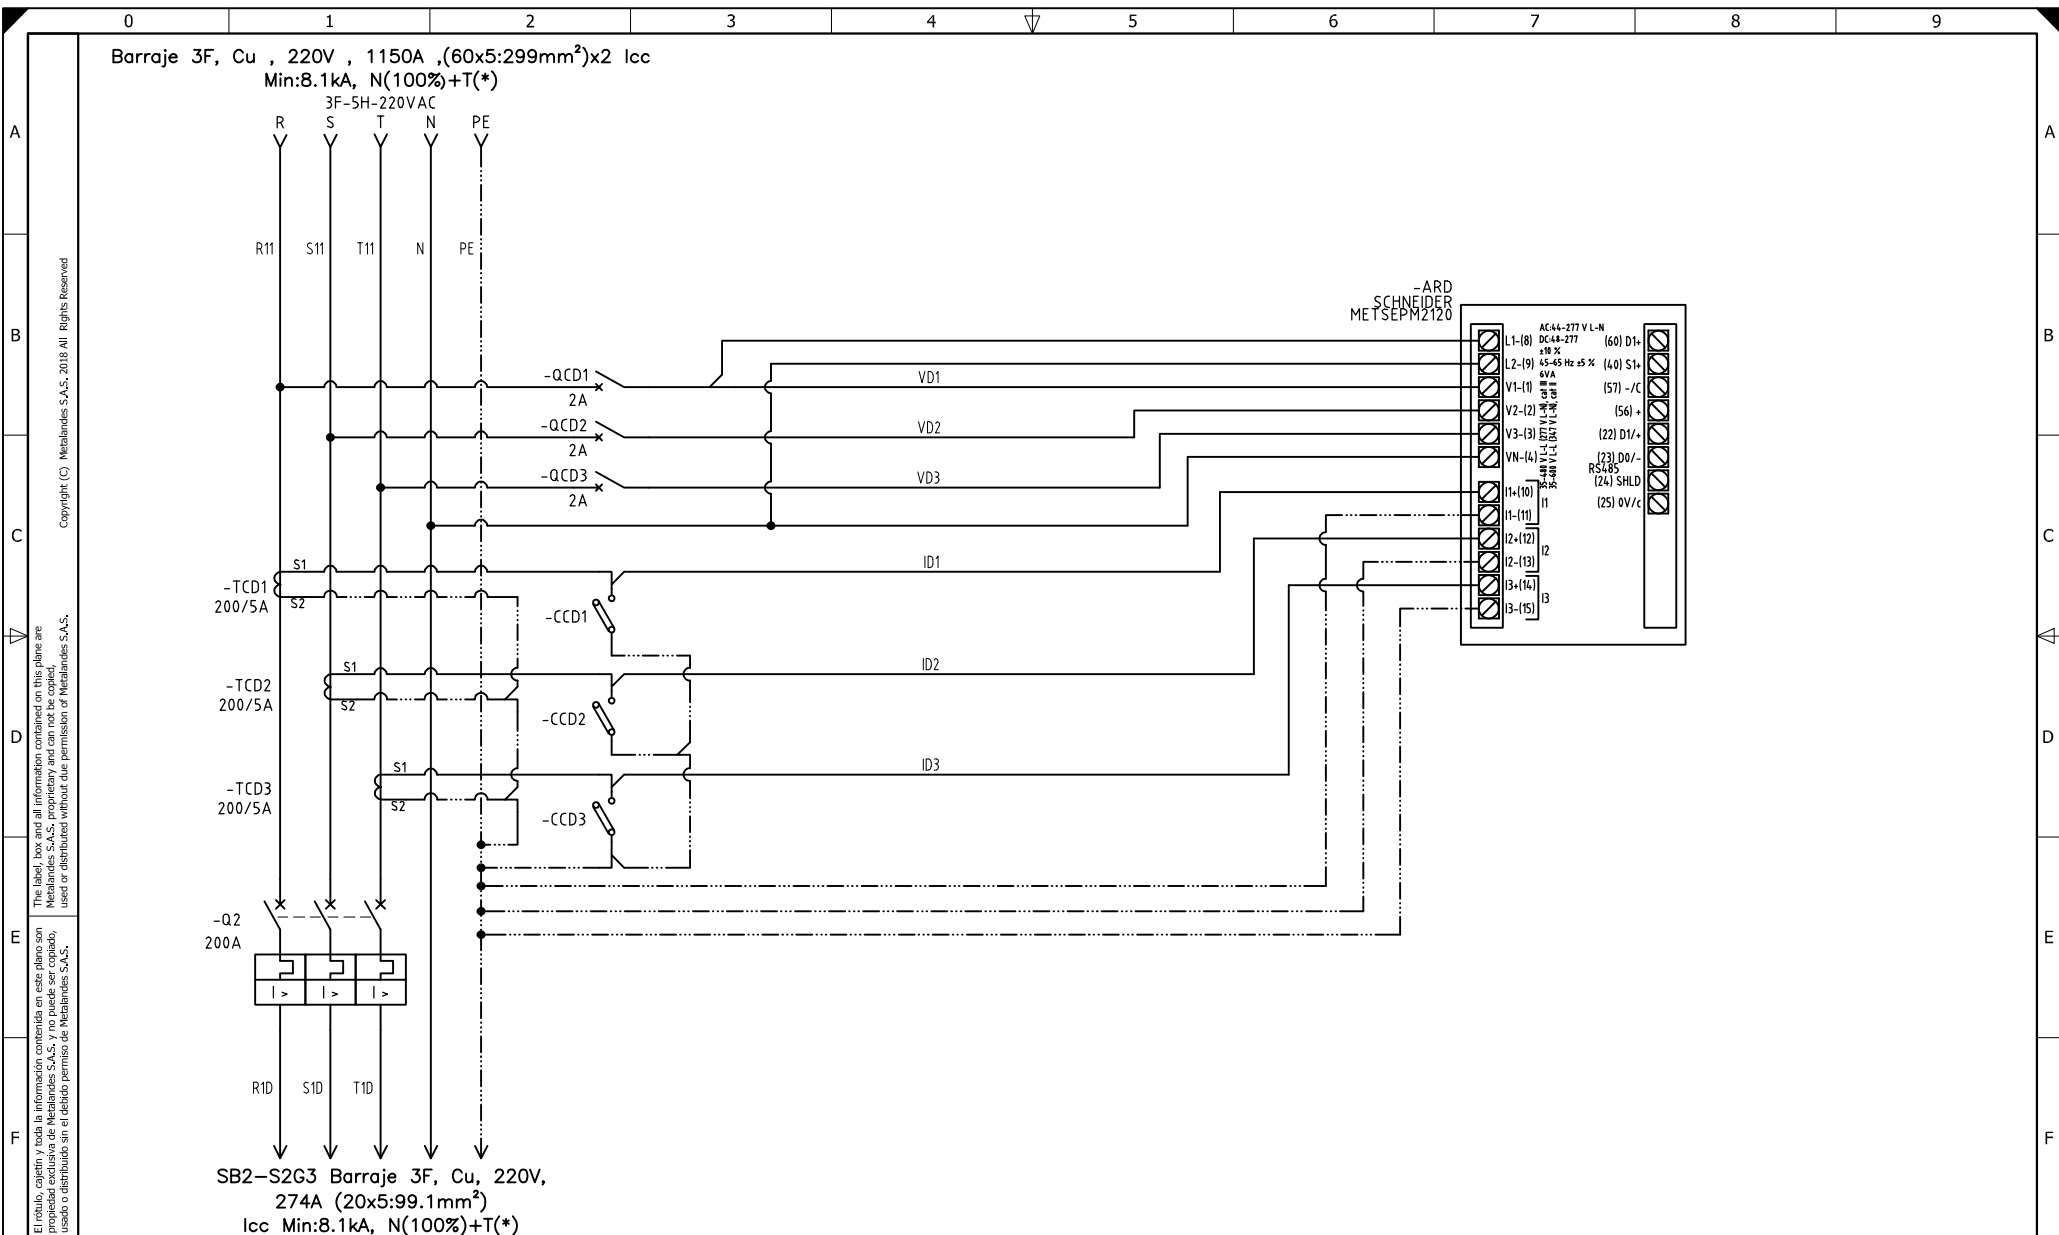 0 1 2 3 4 5 6 7 8 9
Barraje 3F, Cu , 220V , 1150A ,(60x5:299mm²)x2 Icc
Min:8.1kA, N(100%)+T(*)
3F-5H-220VAC
R S T N PE
A A
R11 S11 T11 N PE
B B
-ARD
SCHNEIDER
METSEPM2120
AC:44-277 V L-N
DC:48-277
±10 %
45-65 Hz ±5 %
6VA
35-480 V L-L (277 V L-N), cat III
35-600 V L-L (347 V L-N), cat II
L1-(8) (60) D1+
L2-(9) (40) S1+
V1-(1) (57) -/C
V2-(2) (56) +
V3-(3) (22) D1/+
VN-(4) (23) D0/-
RS485
(24) SHLD
I1+(10) (25) 0V/c
I1-(11) I1
I2+(12)
I2-(13) I2
I3+(14)
I3-(15) I3
-QCD1 VD1
2A
-QCD2 VD2
2A
-QCD3 VD3
2A
C C
S1 ID1
-TCD1
200/5A
S2
-CCD1
S1 ID2
-TCD2
200/5A
S2
-CCD2
D D
S1 ID3
-TCD3
200/5A
S2
-CCD3
-Q2
200A
E E
I > I > I >
R1D S1D T1D
F F
SB2-S2G3 Barraje 3F, Cu, 220V,
274A (20x5:99.1mm²)
Icc Min:8.1kA, N(100%)+T(*)
Copyright (C) Metalandes S.A.S. 2018 All Rights Reserved
The label, box and all information contained on this plane are
Metalandes S.A.S. proprietary and can not be copied,
used or distributed without due permission of Metalandes S.A.S.
El rótulo, cajetín y toda la información contenida en este plano son
propiedad exclusiva de Metalandes S.A.S. y no puede ser copiado,
usado o distribuido sin el debido permiso de Metalandes S.A.S.